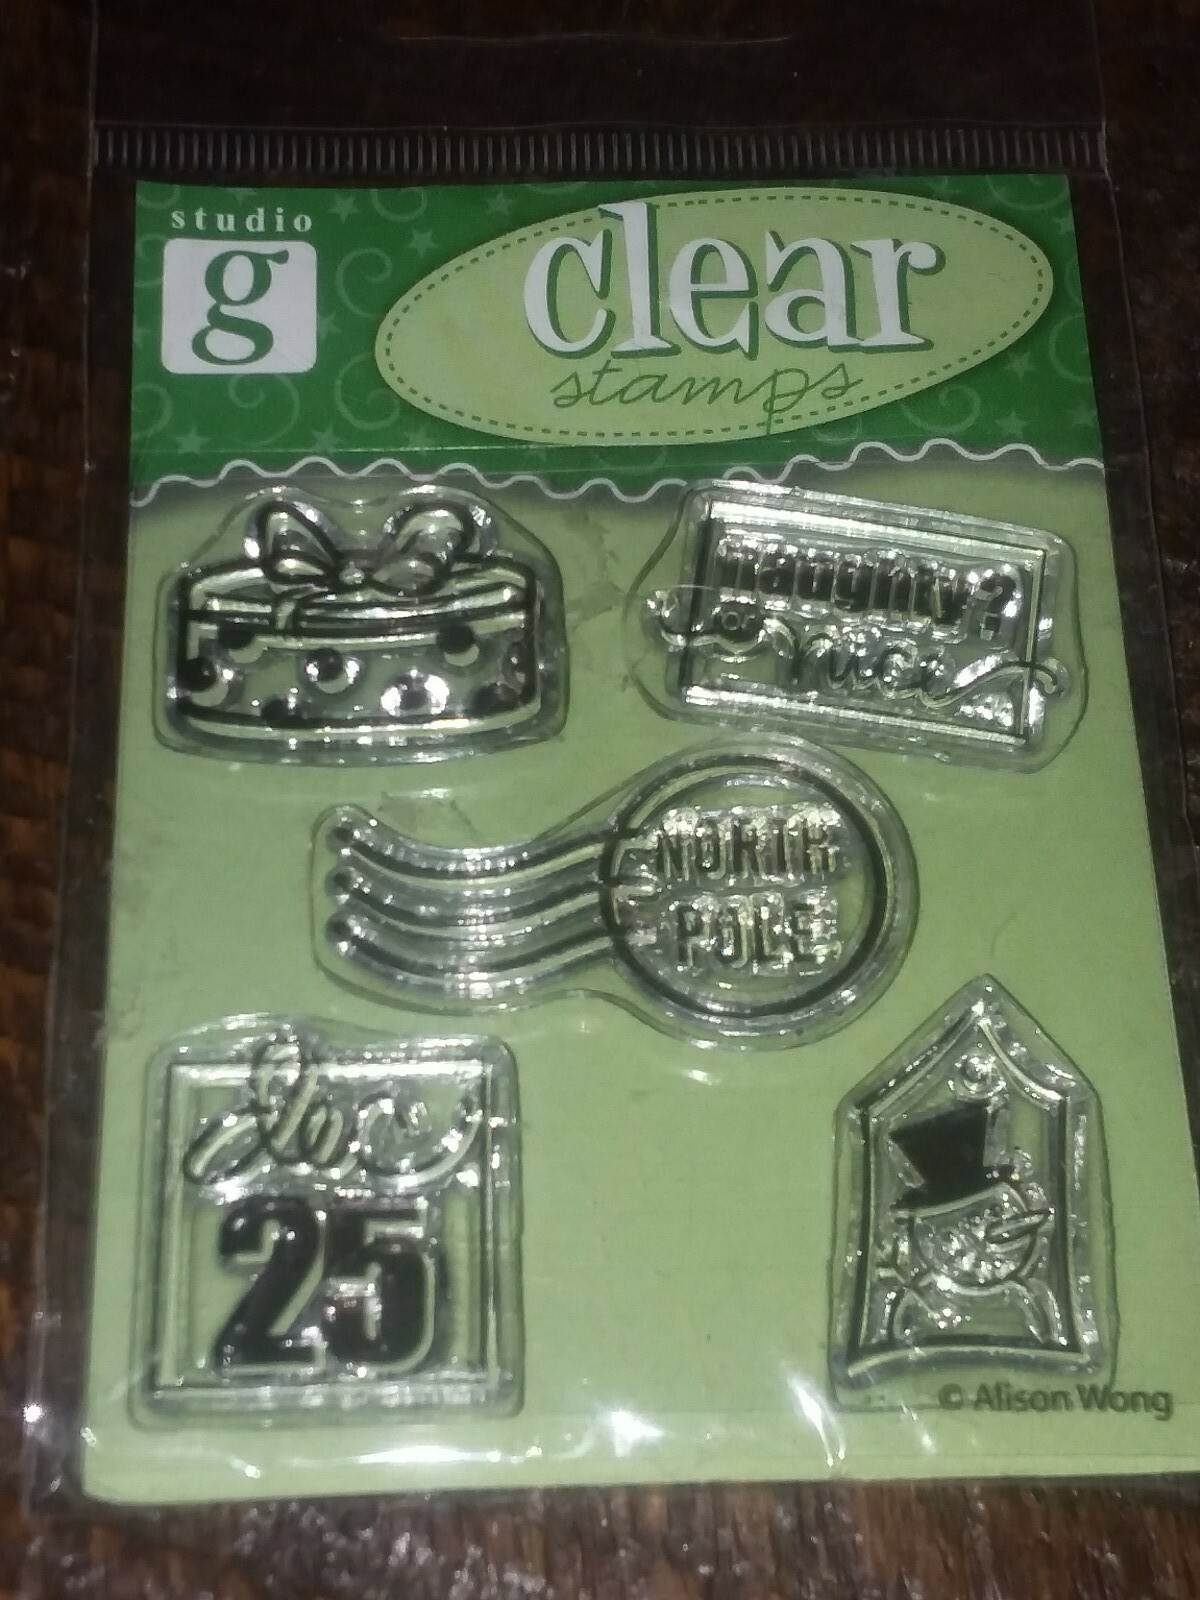 studio
g
clear
stamps
naughty?
or nice
NORTH
POLE
dec
25
© Alison Wong